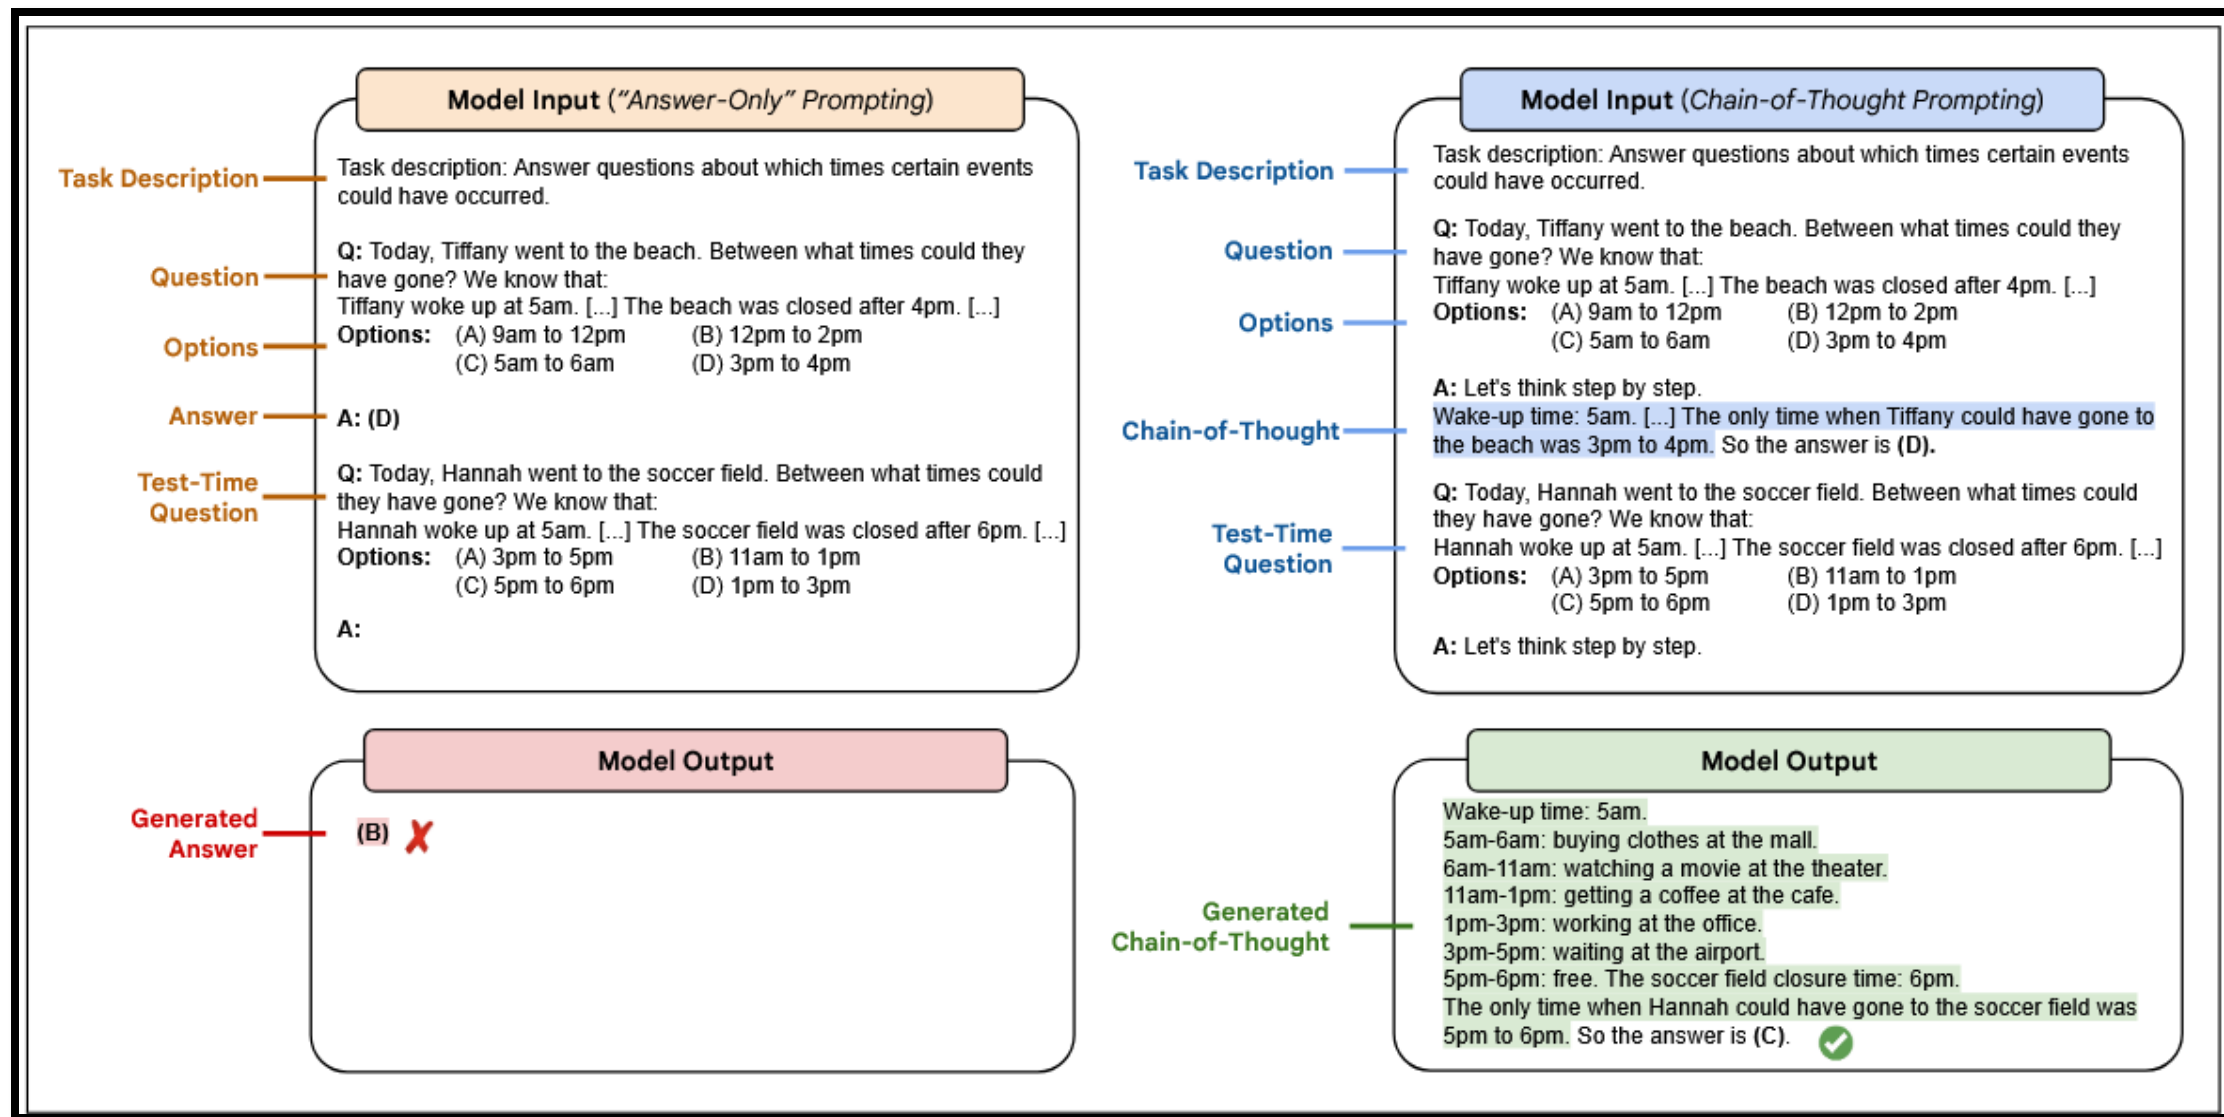 Model Input (“Answer-Only” Prompting)
Task Description
Task description: Answer questions about which times certain events
could have occurred.
Question
Q: Today, Tiffany went to the beach. Between what times could they
have gone? We know that:
Tiffany woke up at 5am. [...] The beach was closed after 4pm. [...]
Options
Options: (A) 9am to 12pm (B) 12pm to 2pm
(C) 5am to 6am (D) 3pm to 4pm
Answer
A: (D)
Test-Time
Question
Q: Today, Hannah went to the soccer field. Between what times could
they have gone? We know that:
Hannah woke up at 5am. [...] The soccer field was closed after 6pm. [...]
Options: (A) 3pm to 5pm (B) 11am to 1pm
(C) 5pm to 6pm (D) 1pm to 3pm
A:
Model Output
Generated
Answer
(B)
Model Input (Chain-of-Thought Prompting)
Task Description
Task description: Answer questions about which times certain events
could have occurred.
Question
Q: Today, Tiffany went to the beach. Between what times could they
have gone? We know that:
Tiffany woke up at 5am. [...] The beach was closed after 4pm. [...]
Options
Options: (A) 9am to 12pm (B) 12pm to 2pm
(C) 5am to 6am (D) 3pm to 4pm
A: Let's think step by step.
Chain-of-Thought
Wake-up time: 5am. [...] The only time when Tiffany could have gone to
the beach was 3pm to 4pm. So the answer is (D).
Test-Time
Question
Q: Today, Hannah went to the soccer field. Between what times could
they have gone? We know that:
Hannah woke up at 5am. [...] The soccer field was closed after 6pm. [...]
Options: (A) 3pm to 5pm (B) 11am to 1pm
(C) 5pm to 6pm (D) 1pm to 3pm
A: Let's think step by step.
Model Output
Generated
Chain-of-Thought
Wake-up time: 5am.
5am-6am: buying clothes at the mall.
6am-11am: watching a movie at the theater.
11am-1pm: getting a coffee at the cafe.
1pm-3pm: working at the office.
3pm-5pm: waiting at the airport.
5pm-6pm: free. The soccer field closure time: 6pm.
The only time when Hannah could have gone to the soccer field was
5pm to 6pm. So the answer is (C).